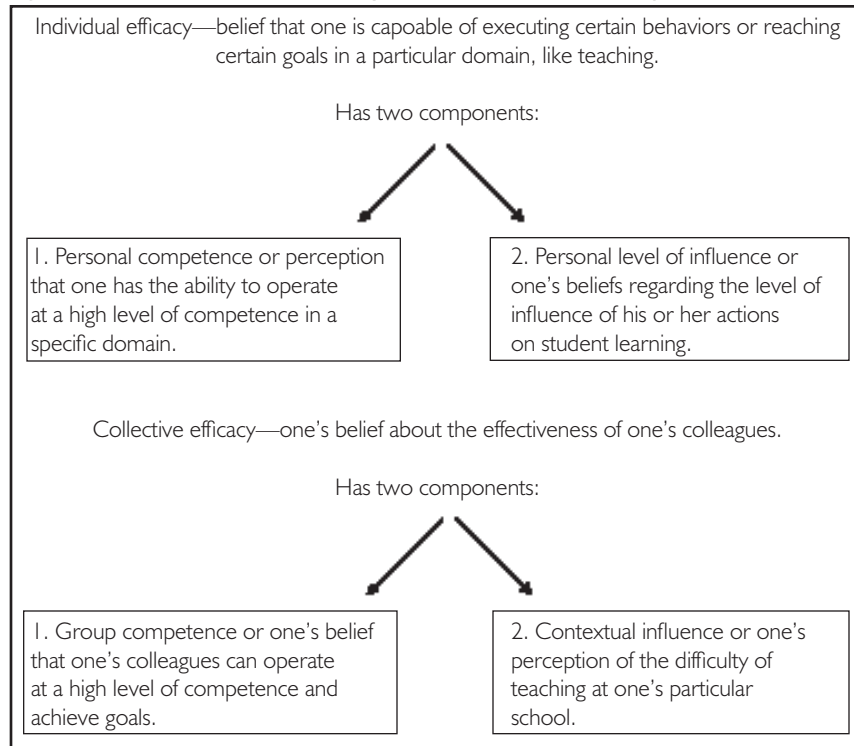 Individual efficacy—belief that one is capoable of executing certain behaviors or reaching
certain goals in a particular domain, like teaching.
Has two components:
1. Personal competence or perception
that one has the ability to operate
at a high level of competence in a
specific domain.
2. Personal level of influence or
one's beliefs regarding the level of
influence of his or her actions
on student learning.
Collective efficacy—one's belief about the effectiveness of one's colleagues.
Has two components:
1. Group competence or one's belief
that one's colleagues can operate
at a high level of competence and
achieve goals.
2. Contextual influence or one's
perception of the difficulty of
teaching at one's particular
school.